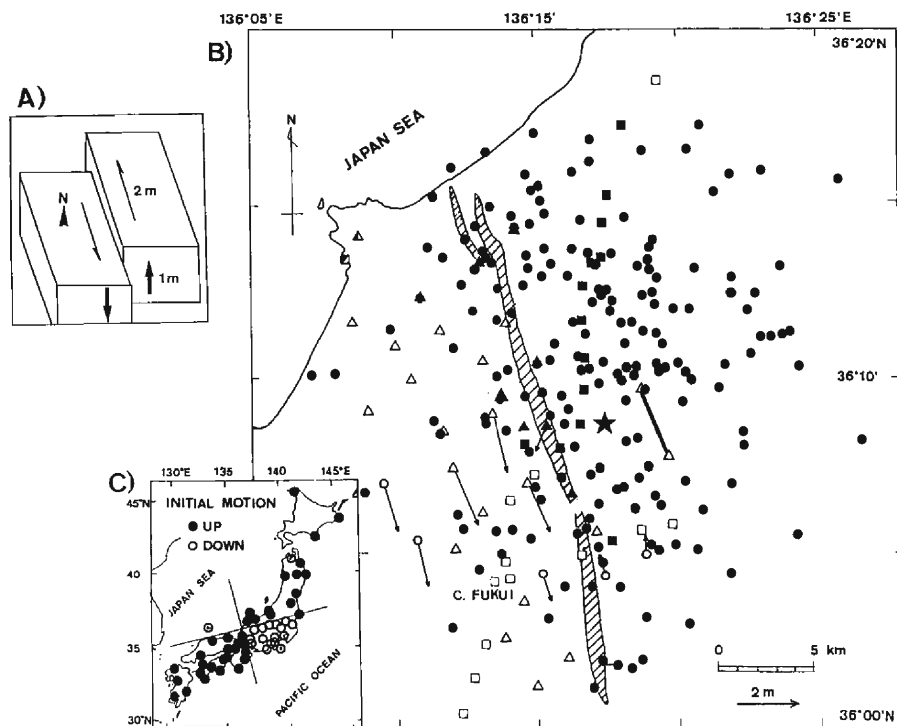 136°05'
136°15'
136°25'
36°20'N
B)
A)
N
JAPAN SEA
N
2 m
1m
36°10'
C)
130°E
135
140
145°E
45°N
INITIAL MOTION
UP
DOWN
40
JAPAN SEA
35
PACIFIC OCEAN
30°N
C. FUKUI
0
5 km
2 m
36°00'N